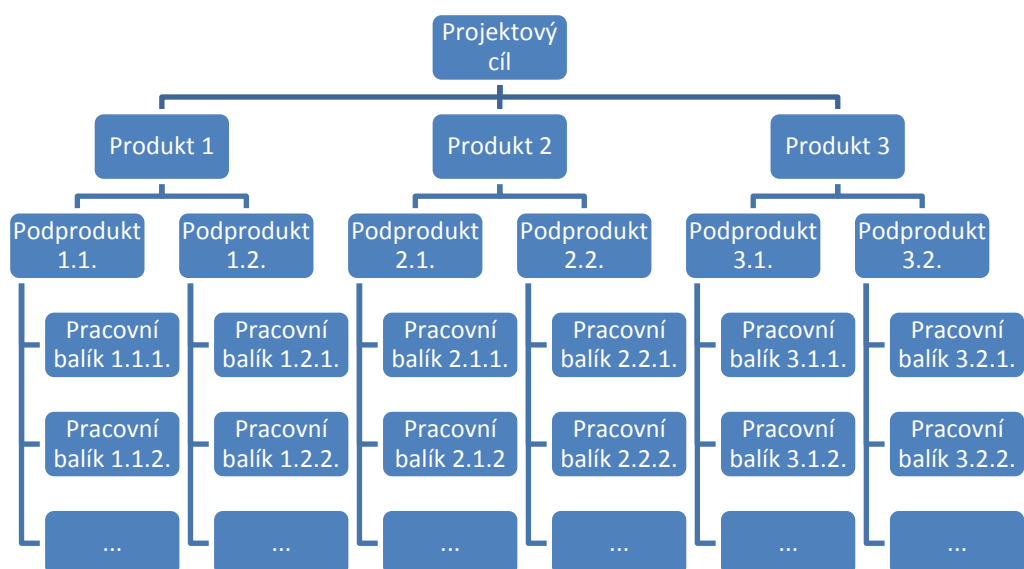 Projektový
cíl
Produkt 1
Produkt 2
Produkt 3
Podprodukt
1.1.
Podprodukt
1.2.
Podprodukt
2.1.
Podprodukt
2.2.
Podprodukt
3.1.
Podprodukt
3.2.
Pracovní
balík 1.1.1.
Pracovní
balík 1.2.1.
Pracovní
balík 2.1.1.
Pracovní
balík 2.2.1.
Pracovní
balík 3.1.1.
Pracovní
balík 3.2.1.
Pracovní
balík 1.1.2.
Pracovní
balík 1.2.2.
Pracovní
balík 2.1.2
Pracovní
balík 2.2.2.
Pracovní
balík 3.1.2.
Pracovní
balík 3.2.2.
...
...
...
...
...
...